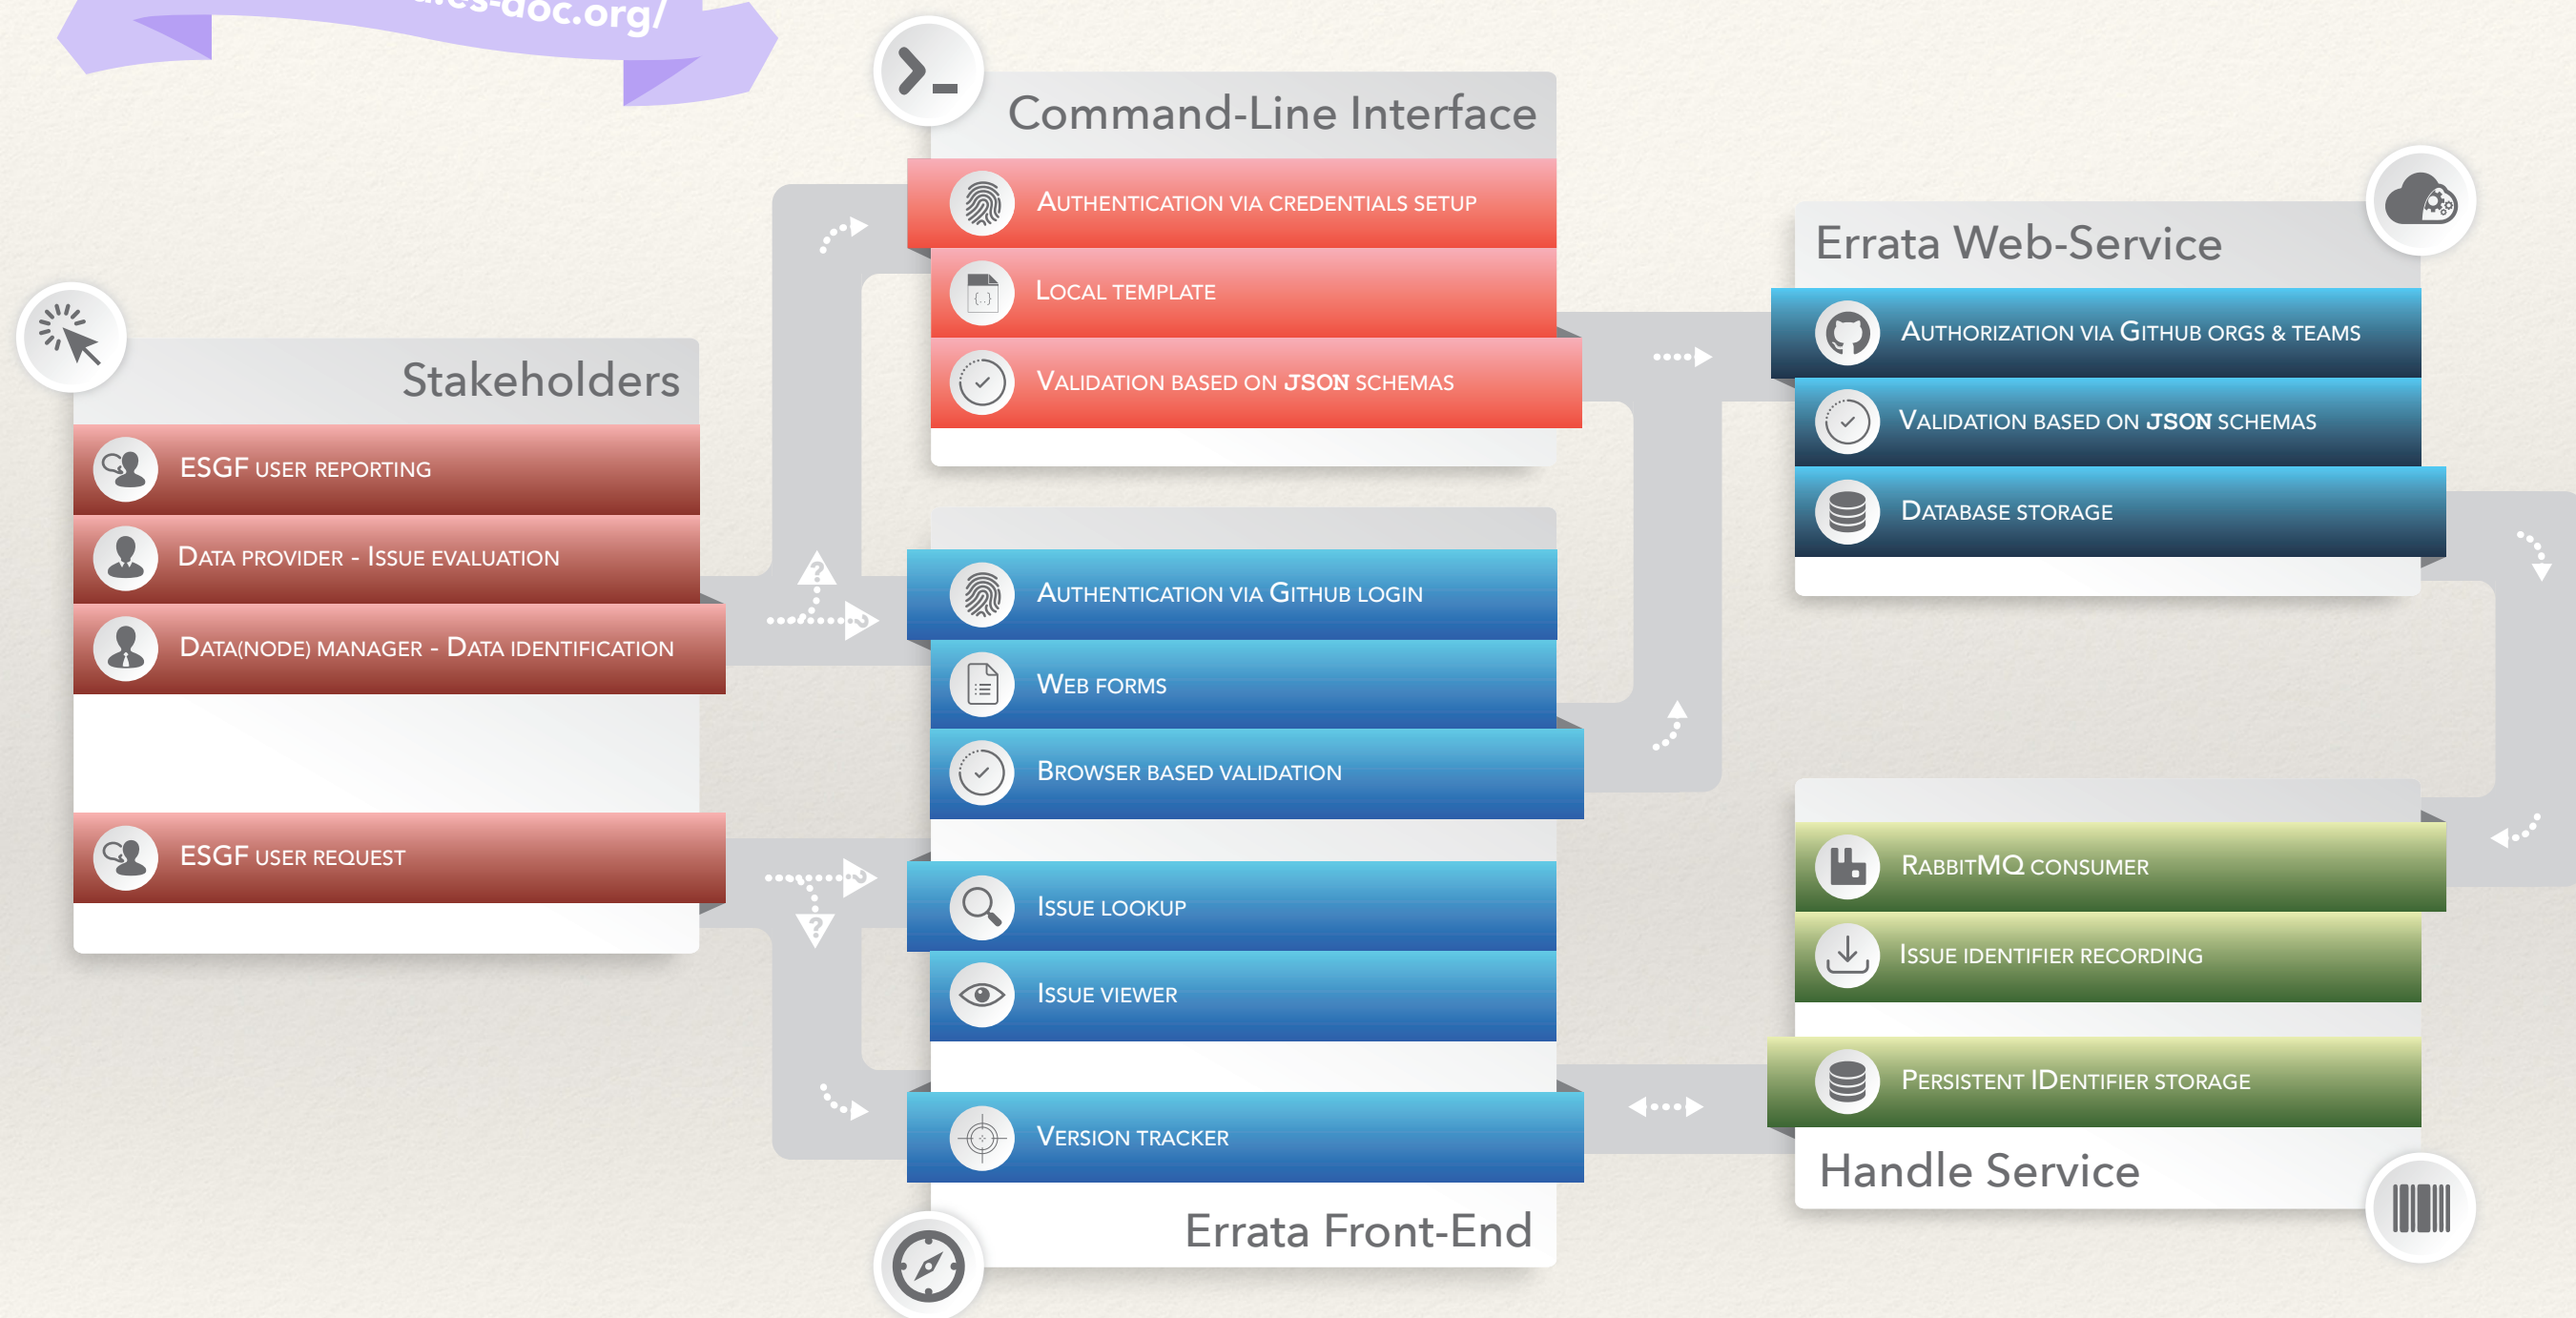 .es-doc.org/
Command-Line Interface
Authentication via credentials setup
Local template
{..}
Validation based on JSON schemas
Errata Web-Service
Authorization via Github orgs & teams
Validation based on JSON schemas
Database storage
Stakeholders
ESGF user reporting
Data provider - Issue evaluation
Data(node) manager - Data identification
ESGF user request
?
?
?
?
Authentication via Github login
Web forms
Browser based validation
Issue lookup
Issue viewer
Version tracker
Errata Front-End
RabbitMQ consumer
Issue identifier recording
Persistent IDentifier storage
Handle Service